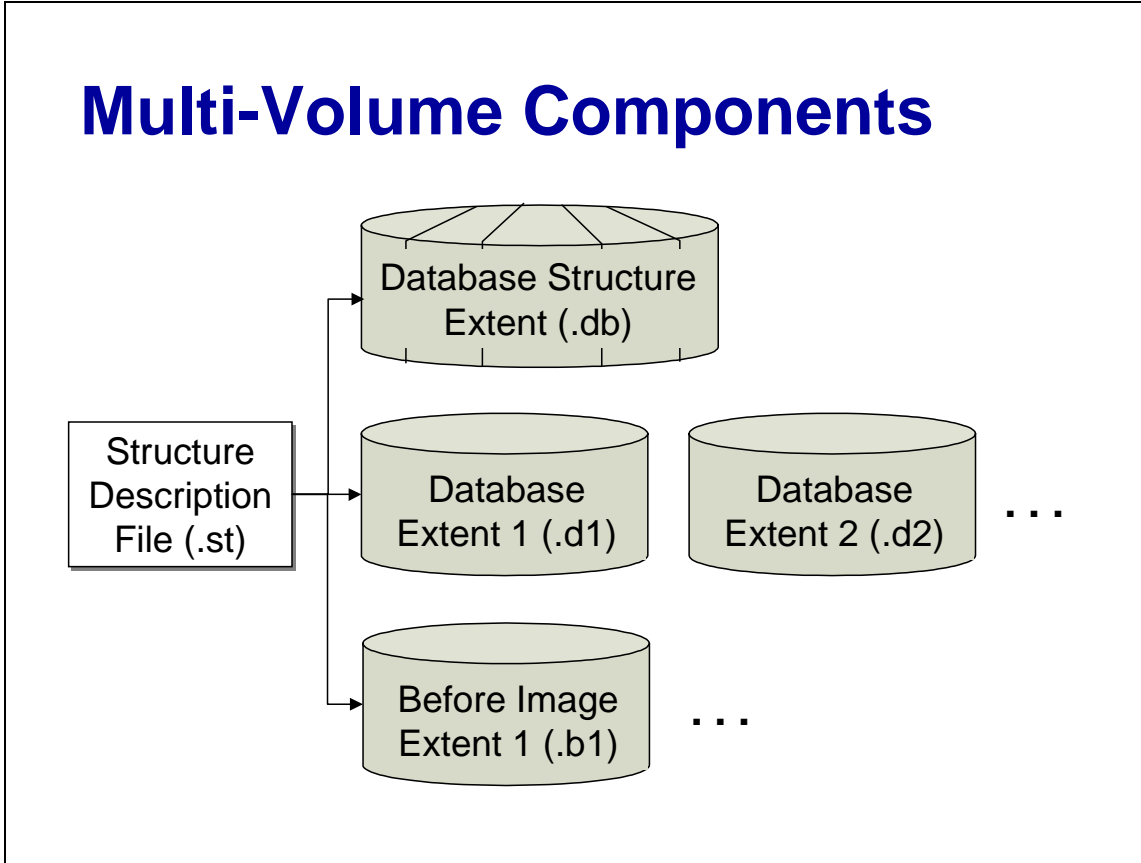 Multi-Volume Components
Database Structure
Extent (.db)
Structure
Description
File (.st)
Database
Extent 1 (.d1)
Database
Extent 2 (.d2)
. . .
Before Image
Extent 1 (.b1)
. . .